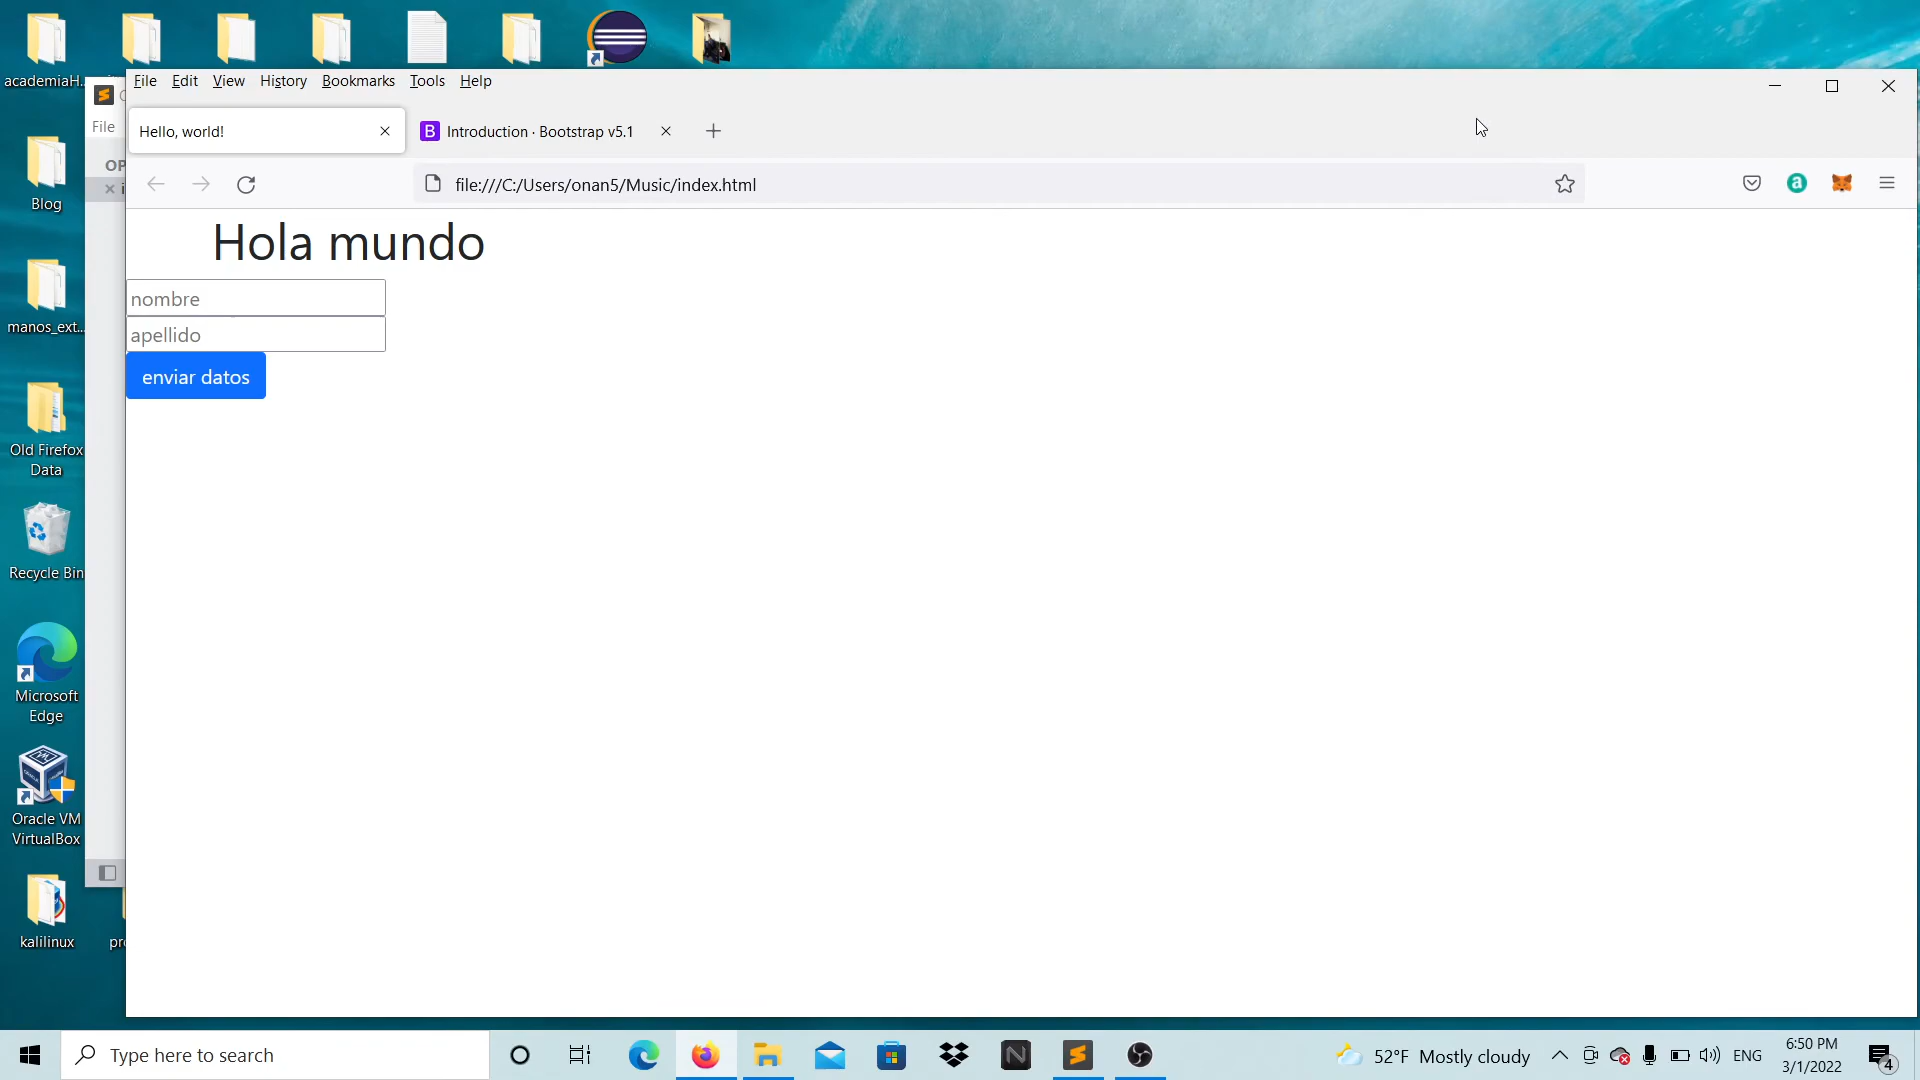 academiaH...
File Edit View History Bookmarks Tools Help
Hello, world!
Introduction · Bootstrap v5.1
file:///C:/Users/onan5/Music/index.html
File
OP
Hola mundo
nombre
apellido
enviar datos
Blog
manos_ext...
Old Firefox
Data
Recycle Bin
Microsoft
Edge
Oracle VM
VirtualBox
kalilinux
pro
Type here to search
52°F Mostly cloudy
ENG
6:50 PM
3/1/2022
4